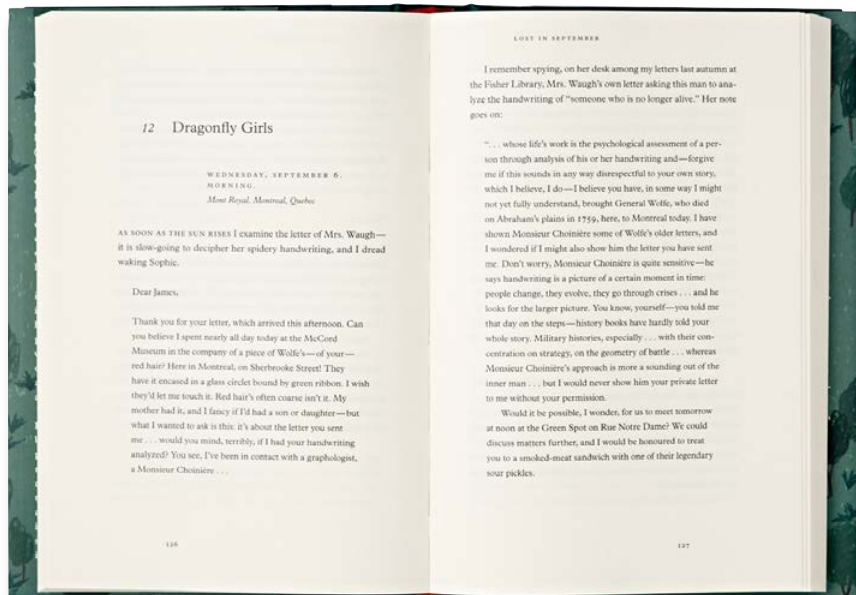 12 Dragonfly Girls
WEDNESDAY, SEPTEMBER 6.
MORNING.
Mont Royal. Montreal, Quebec
AS SOON AS THE SUN RISES I examine the letter of Mrs. Waugh—
it is slow-going to decipher her spidery handwriting, and I dread
waking Sophie.
Dear James,
Thank you for your letter, which arrived this afternoon. Can
you believe I spent nearly all day today at the McCord
Museum in the company of a piece of Wolfe's—of your—
red hair? Here in Montreal, on Sherbrooke Street! They
have it encased in a glass circlet bound by green ribbon. I wish
they'd let me touch it. Red hair's often coarse isn't it. My
mother had it, and I fancy if I'd had a son or daughter—but
what I wanted to ask is this: it's about the letter you sent
me . . . would you mind, terribly, if I had your handwriting
analyzed? You see, I've been in contact with a graphologist,
a Monsieur Choinière . . .
126
LOST IN SEPTEMBER
I remember spying, on her desk among my letters last autumn at
the Fisher Library, Mrs. Waugh's own letter asking this man to ana-
lyze the handwriting of "someone who is no longer alive." Her note
goes on:
". . . whose life's work is the psychological assessment of a per-
son through analysis of his or her handwriting and—forgive
me if this sounds in any way disrespectful to your own story,
which I believe, I do—I believe you have, in some way I might
not yet fully understand, brought General Wolfe, who died
on Abraham's plains in 1759, here, to Montreal today. I have
shown Monsieur Choinière some of Wolfe's older letters, and
I wondered if I might also show him the letter you have sent
me. Don't worry, Monsieur Choinière is quite sensitive—he
says handwriting is a picture of a certain moment in time:
people change, they evolve, they go through crises . . . and he
looks for the larger picture. You know, yourself—you told me
that day on the steps—history books have hardly told your
whole story. Military histories, especially . . . with their con-
centration on strategy, on the geometry of battle . . . whereas
Monsieur Choinière's approach is more a sounding out of the
inner man . . . but I would never show him your private letter
to me without your permission.
Would it be possible, I wonder, for us to meet tomorrow
at noon at the Green Spot on Rue Notre Dame? We could
discuss matters further, and I would be honoured to treat
you to a smoked-meat sandwich with one of their legendary
sour pickles.
127